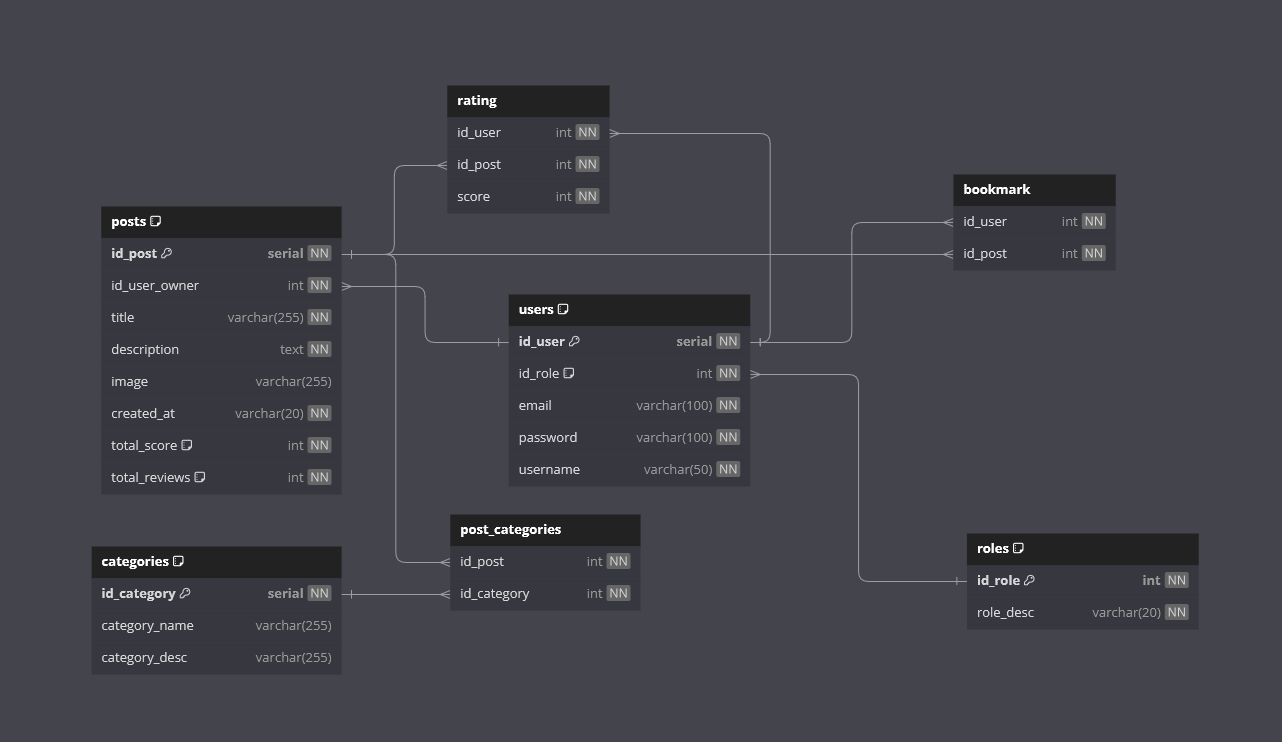 rating
id_user int NN
id_post int NN
score int NN
bookmark
id_user int NN
id_post int NN
posts
id_post serial NN
id_user_owner int NN
title varchar(255) NN
description text NN
image varchar(255)
created_at varchar(20) NN
total_score int NN
total_reviews int NN
users
id_user serial NN
id_role int NN
email varchar(100) NN
password varchar(100) NN
username varchar(50) NN
post_categories
id_post int NN
id_category int NN
categories
id_category serial NN
category_name varchar(255)
category_desc varchar(255)
roles
id_role int NN
role_desc varchar(20) NN